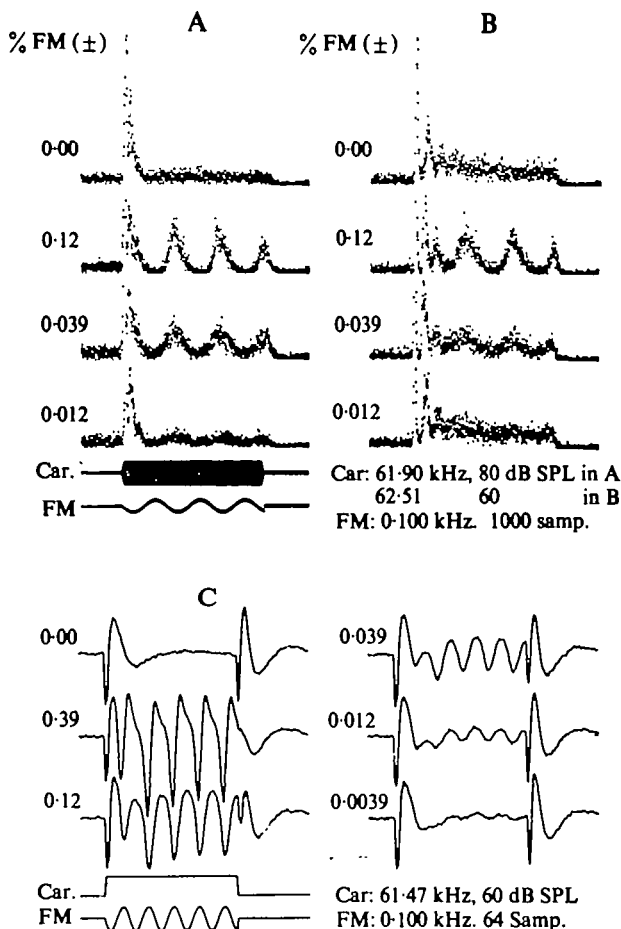 A
B
% FM (±)
% FM (±)
0·00
0·00
0·12
0·12
0·039
0·039
0·012
0·012
Car.
Car: 61·90 kHz, 80 dB SPL in A
62·51 60 in B
FM
FM: 0·100 kHz. 1000 samp.
C
0·00
0·039
0·39
0·012
0·12
0·0039
Car.
Car: 61·47 kHz, 60 dB SPL
FM
FM: 0·100 kHz. 64 Samp.